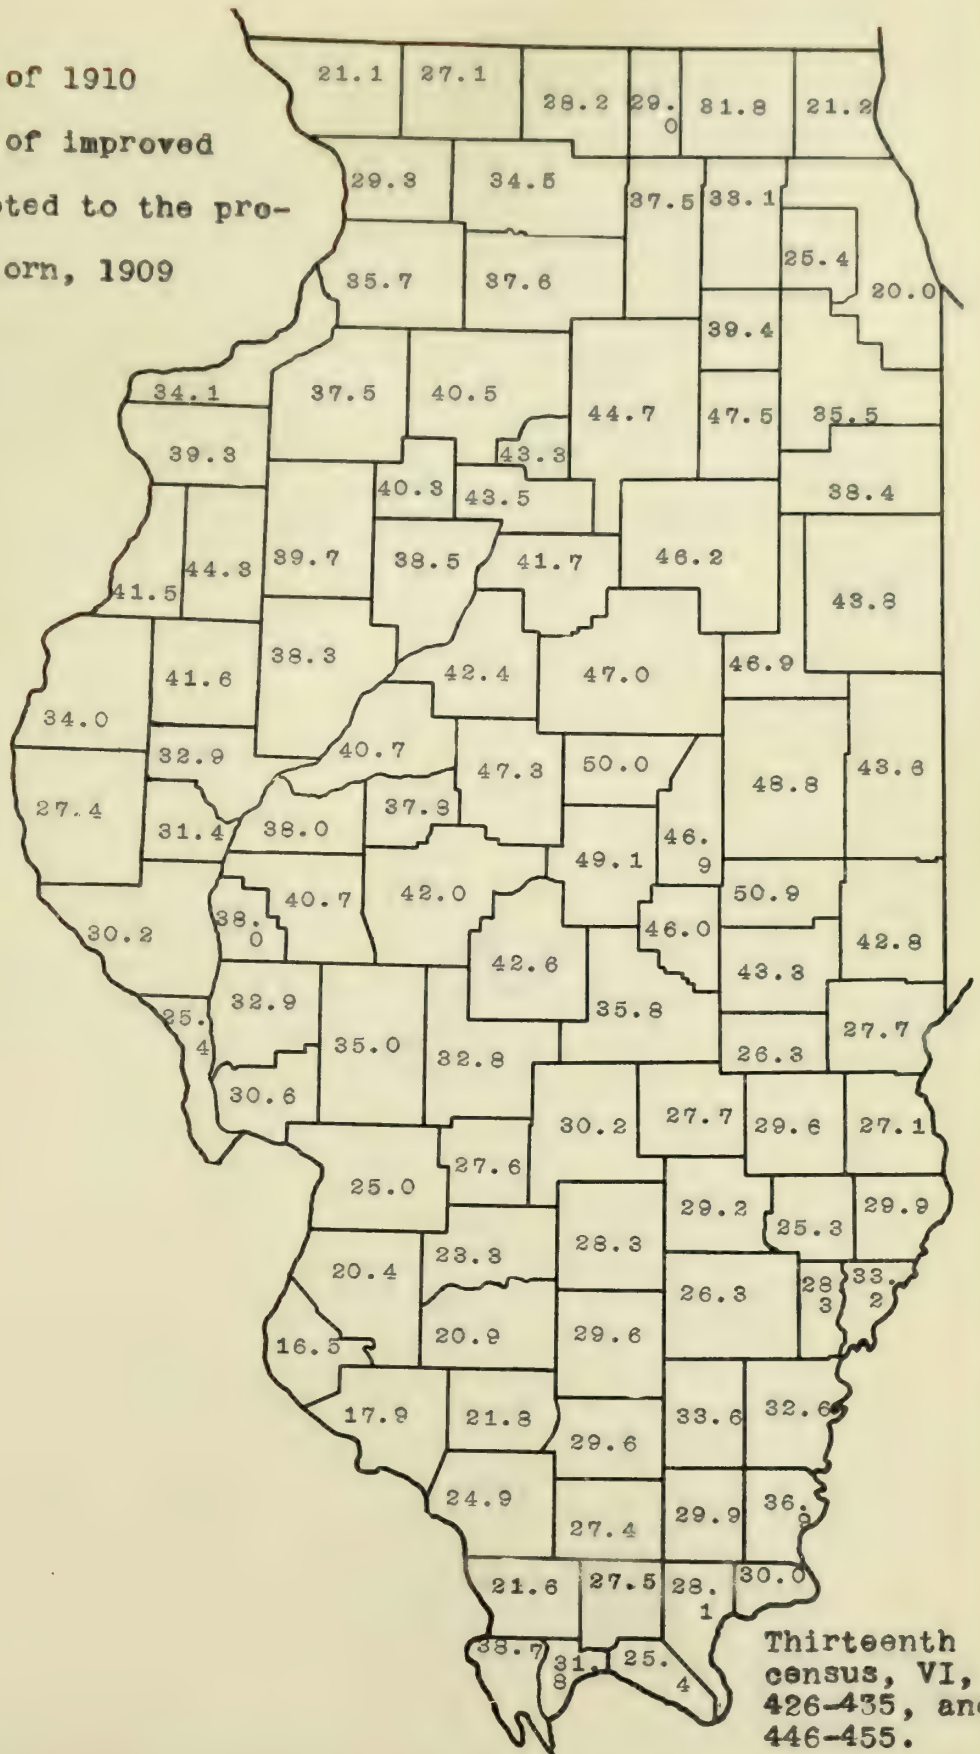 of 1910
of improved
oted to the pro-
orn, 1909
21.1 27.1 28.2 29.0 31.8 21.2
29.3 34.5 37.5 33.1
25.4 20.0
35.7 37.6
39.4
34.1 37.5 40.5 44.7 47.5 35.5
39.3 43.3
40.3 43.5 38.4
41.5 44.3 39.7 38.5 41.7 46.2 43.8
34.0 41.6 38.3 42.4 47.0 46.9
32.9 40.7 47.3 50.0 48.8 43.6
27.4 31.4 38.0 37.8 49.1 46.9
30.2 38.0 40.7 42.0 46.0 50.9 42.8
42.6 43.3
25.4 32.9 35.0 32.8 35.8 26.3 27.7
30.6 30.2 27.7 29.6 27.1
25.0 27.6 29.2 25.3 29.9
20.4 23.3 28.3 26.3 283 33.2
16.5 20.9 29.6
17.9 21.8 29.6 33.6 32.6
24.9 27.4 29.9 36.9
21.6 27.5 28.1 30.0
38.7 31.8 25.4
Thirteenth
census, VI,
426-435, and
446-455.